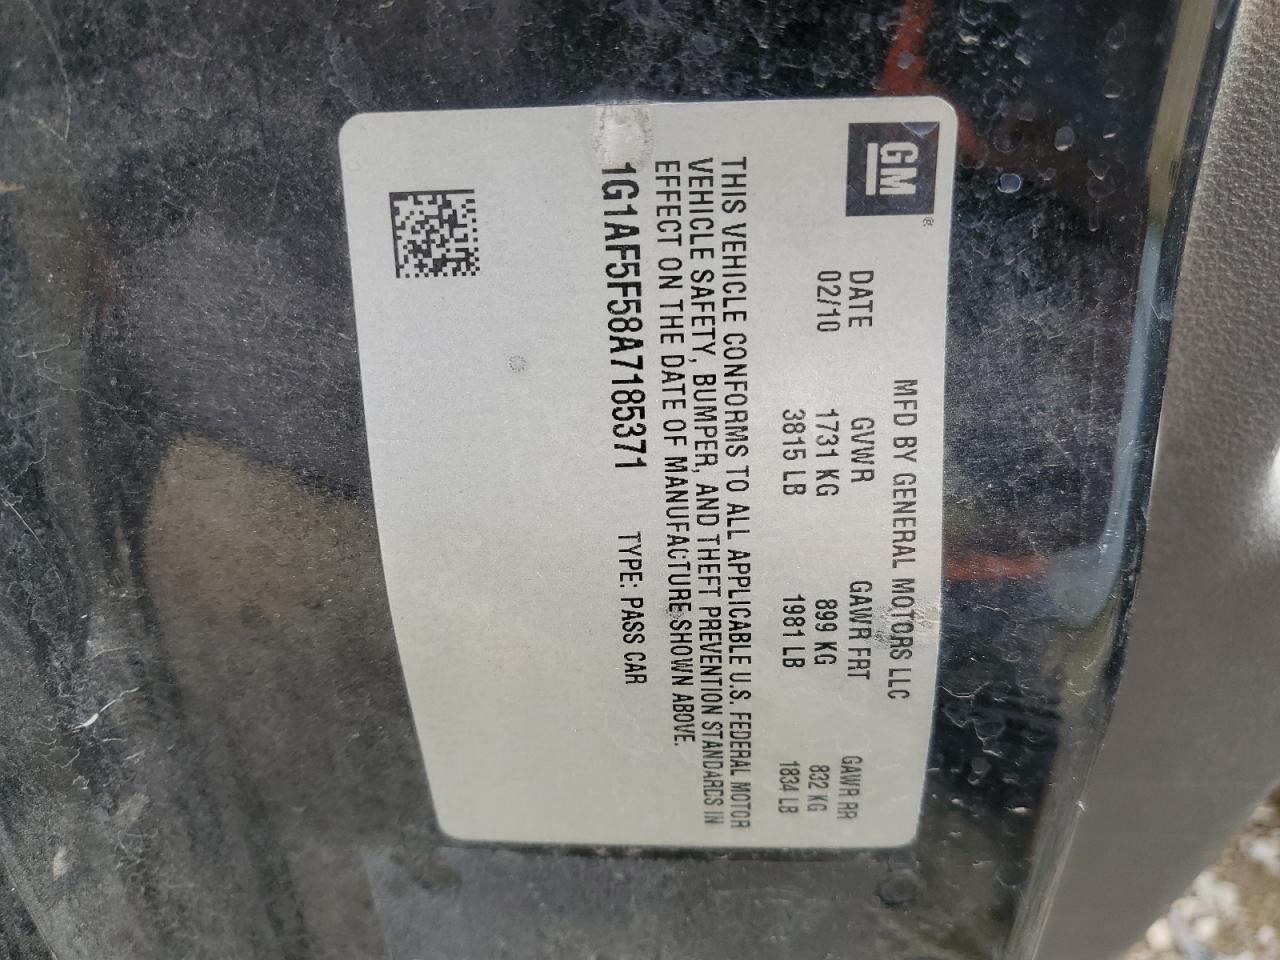 GM®
MFD BY GENERAL MOTORS LLC
DATE GVWR GAWR FRT GAWR RR
02/10 1731 KG 899 KG 832 KG
3815 LB 1981 LB 1834 LB
THIS VEHICLE CONFORMS TO ALL APPLICABLE U.S. FEDERAL MOTOR
VEHICLE SAFETY, BUMPER, AND THEFT PREVENTION STANDARDS IN
EFFECT ON THE DATE OF MANUFACTURE SHOWN ABOVE.
1G1AF5F58A7185371 TYPE: PASS CAR